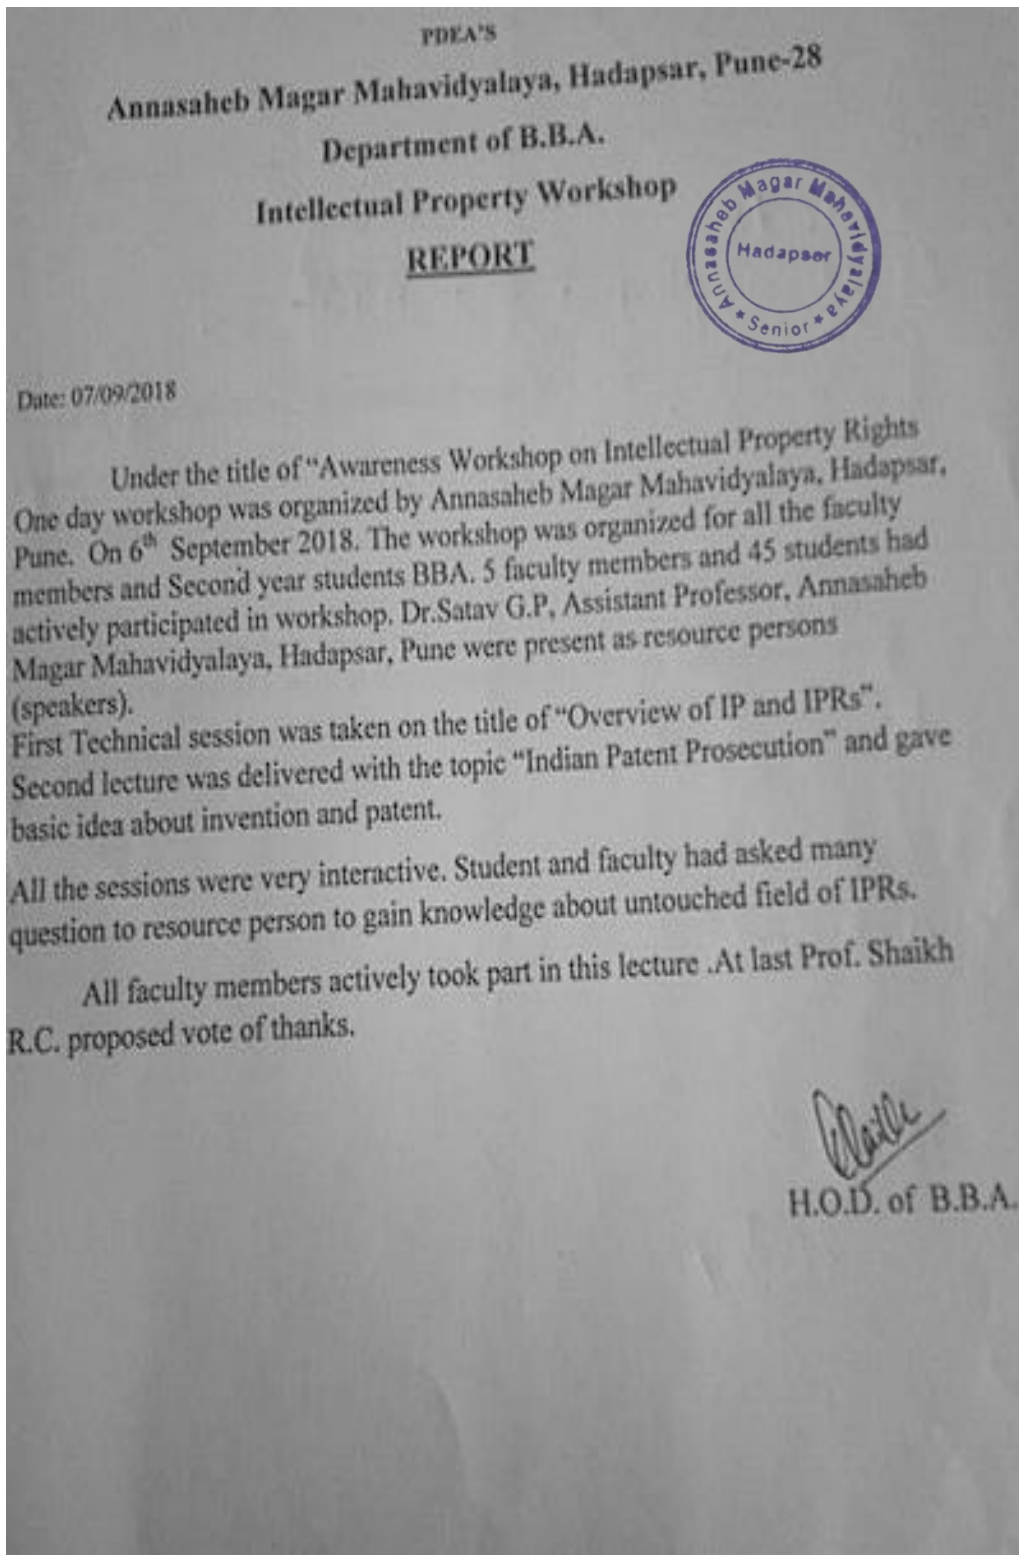 PDEA'S
Annasaheb Magar Mahavidyalaya, Hadapsar, Pune-28
Department of B.B.A.
Intellectual Property Workshop
REPORT
Annasaheb Magar Mahavidyalaya
Hadapsar
* Senior *
Date: 07/09/2018
Under the title of “Awareness Workshop on Intellectual Property Rights
One day workshop was organized by Annasaheb Magar Mahavidyalaya, Hadapsar,
Pune. On 6th September 2018. The workshop was organized for all the faculty
members and Second year students BBA. 5 faculty members and 45 students had
actively participated in workshop. Dr.Satav G.P, Assistant Professor, Annasaheb
Magar Mahavidyalaya, Hadapsar, Pune were present as resource persons
(speakers).
First Technical session was taken on the title of “Overview of IP and IPRs”.
Second lecture was delivered with the topic “Indian Patent Prosecution” and gave
basic idea about invention and patent.
All the sessions were very interactive. Student and faculty had asked many
question to resource person to gain knowledge about untouched field of IPRs.
All faculty members actively took part in this lecture .At last Prof. Shaikh
R.C. proposed vote of thanks.
H.O.D. of B.B.A.